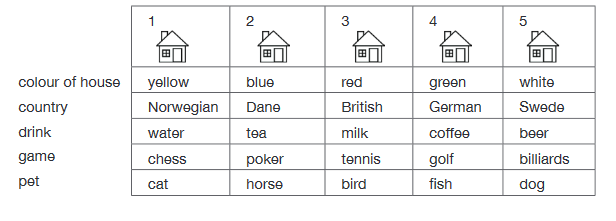 1 2 3 4 5
colour of house yellow blue red green white
country Norwegian Dane British German Swede
drink water tea milk coffee beer
game chess poker tennis golf billiards
pet cat horse bird fish dog